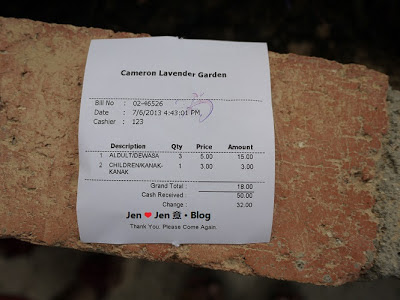 Cameron Lavender Garden
Bill No : 02-46526
Date : 7/6/2013 4:43:01 PM
Cashier : 123
Description Qty Price Amount
1 ALDULT/DEWASA 3 5.00 15.00
2 CHILDREN/KANAK-KANAK 1 3.00 3.00
Grand Total : 18.00
Cash Received : 50.00
Change : 32.00
Jen ❤ Jen 意 • Blog
Thank You, Please Come Again.